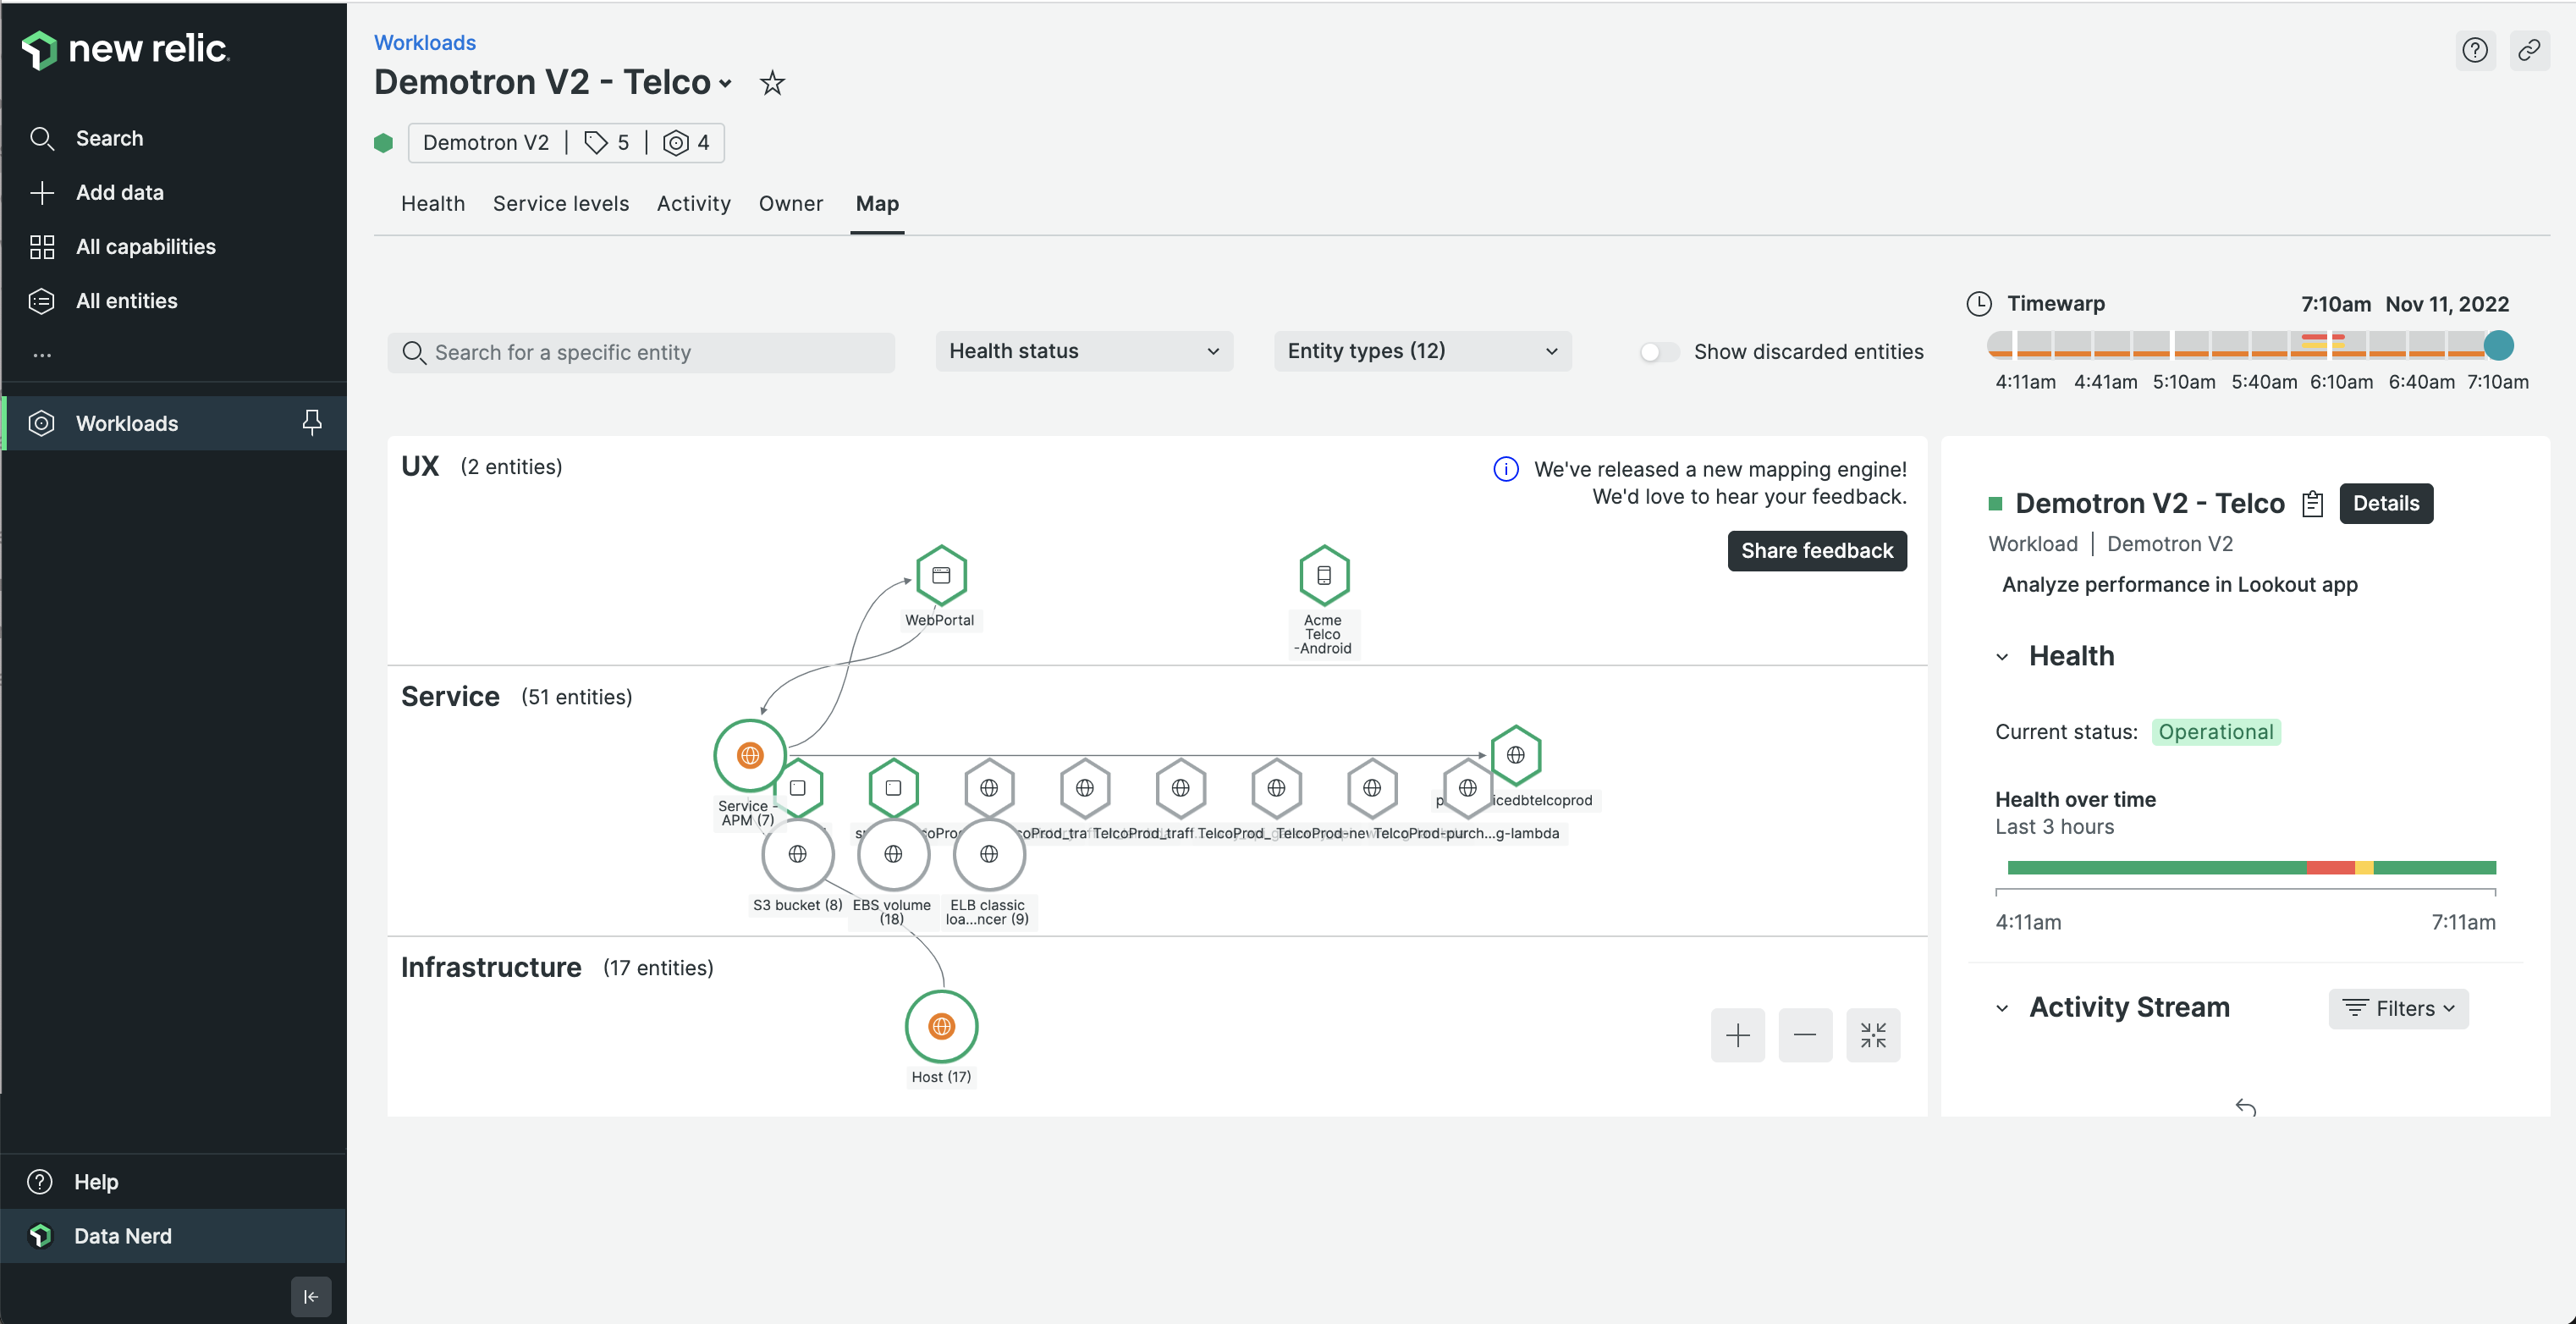 new relic.
Search
Add data
All capabilities
All entities
...
Workloads
Help
Data Nerd
Workloads
Demotron V2 - Telco
Demotron V2 | 5 | 4
Health Service levels Activity Owner Map
Search for a specific entity
Health status
Entity types (12)
Show discarded entities
Timewarp 7:10am Nov 11, 2022
4:11am 4:41am 5:10am 5:40am 6:10am 6:40am 7:10am
UX (2 entities)
We've released a new mapping engine!
We'd love to hear your feedback.
Share feedback
WebPortal
Acme
Telco
-Android
Service (51 entities)
Service -
APM (7)
icedbtelcoprod
TelcoProd_traff.
TelcoProd-purch...g-lambda
S3 bucket (8)
EBS volume
(18)
ELB classic
loa...ncer (9)
Infrastructure (17 entities)
Host (17)
Demotron V2 - Telco
Details
Workload | Demotron V2
Analyze performance in Lookout app
Health
Current status: Operational
Health over time
Last 3 hours
4:11am 7:11am
Activity Stream
Filters